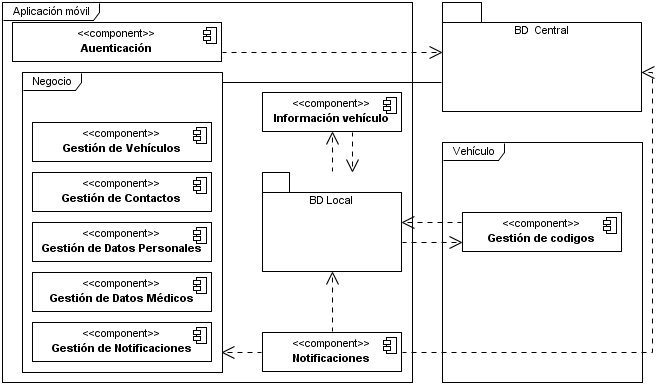 Aplicación móvil
<<component>>
Auenticación
BD Central
Negocio
<<component>>
Información vehículo
<<component>>
Gestión de Vehículos
Vehículo
<<component>>
Gestión de Contactos
BD Local
<<component>>
Gestión de Datos Personales
<<component>>
Gestión de codigos
<<component>>
Gestión de Datos Médicos
<<component>>
Gestión de Notificaciones
<<component>>
Notificaciones